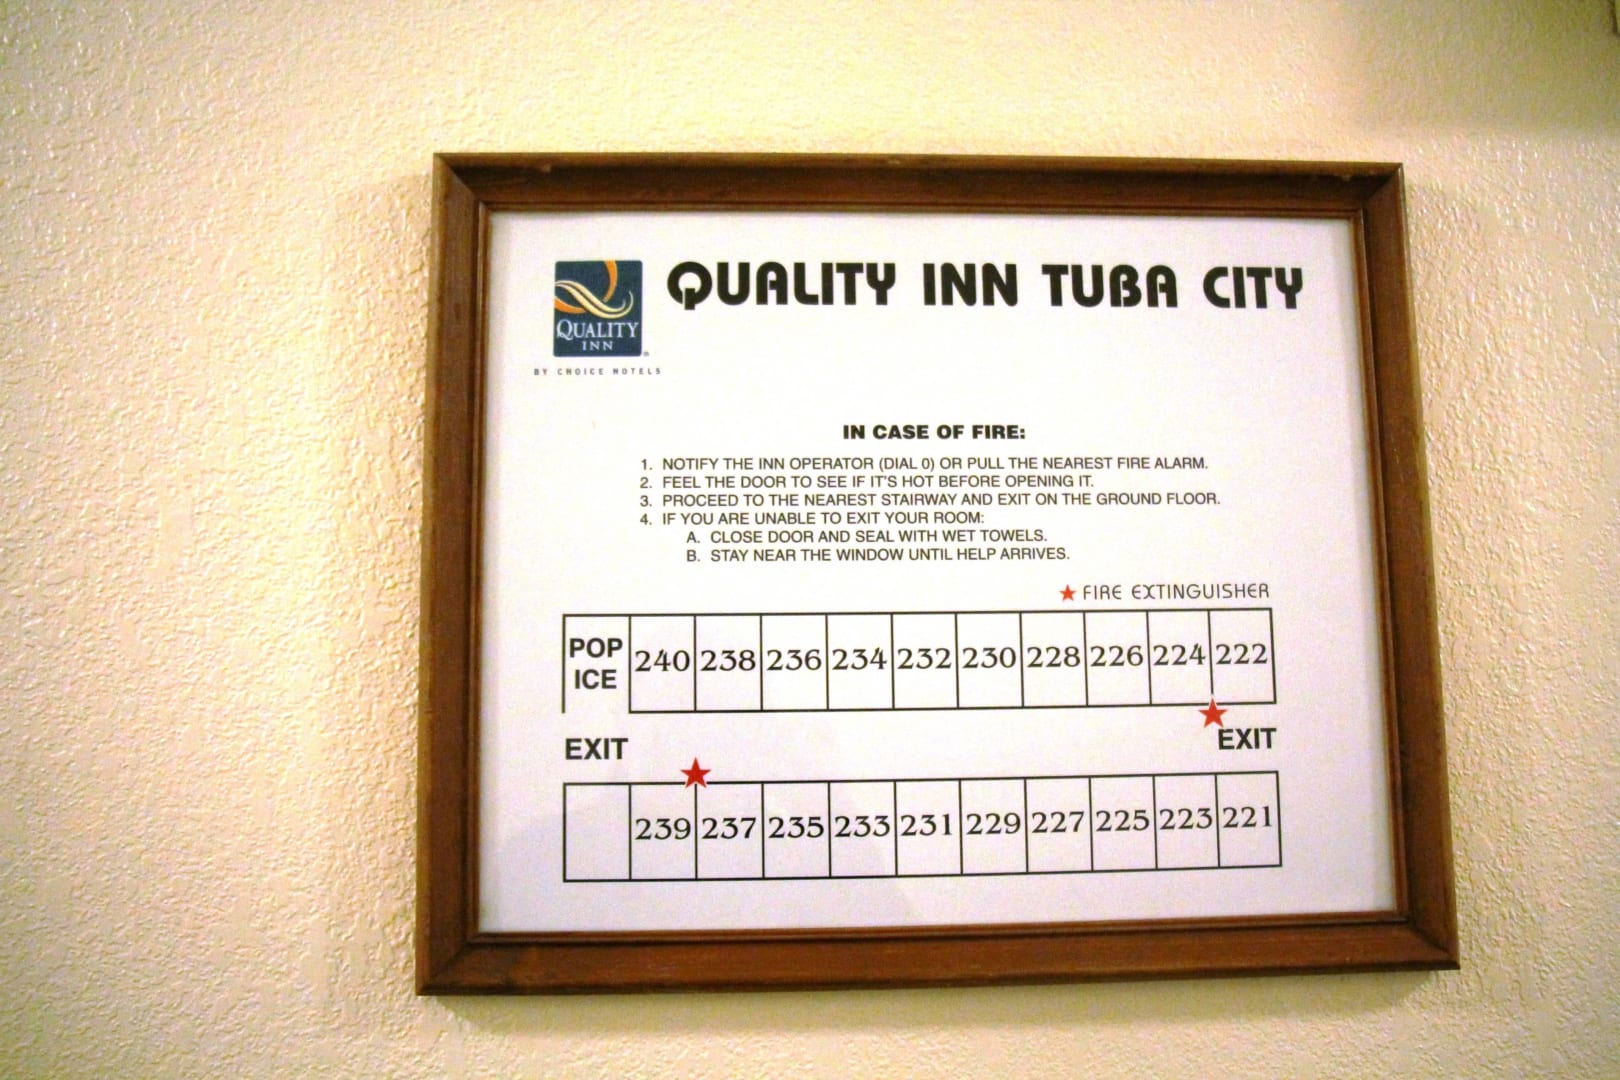 QUALITY INN TUBA CITY
QUALITY
INN
BY CHOICE HOTELS
IN CASE OF FIRE:
1. NOTIFY THE INN OPERATOR (DIAL 0) OR PULL THE NEAREST FIRE ALARM.
2. FEEL THE DOOR TO SEE IF IT'S HOT BEFORE OPENING IT.
3. PROCEED TO THE NEAREST STAIRWAY AND EXIT ON THE GROUND FLOOR.
4. IF YOU ARE UNABLE TO EXIT YOUR ROOM:
A. CLOSE DOOR AND SEAL WITH WET TOWELS.
B. STAY NEAR THE WINDOW UNTIL HELP ARRIVES.
★ FIRE EXTINGUISHER
POP
ICE
240 238 236 234 232 230 228 226 224 222
EXIT EXIT
239 237 235 233 231 229 227 225 223 221